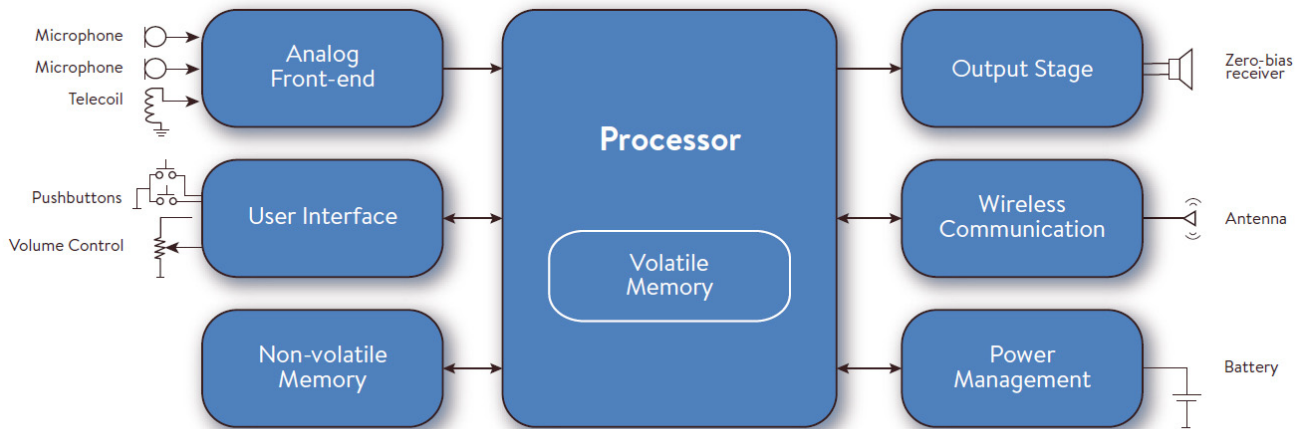 Microphone
Microphone
Telecoil
Analog
Front-end
Pushbuttons
Volume Control
User Interface
Non-volatile
Memory
Processor
Volatile
Memory
Output Stage
Zero-bias
receiver
Wireless
Communication
Antenna
Power
Management
Battery